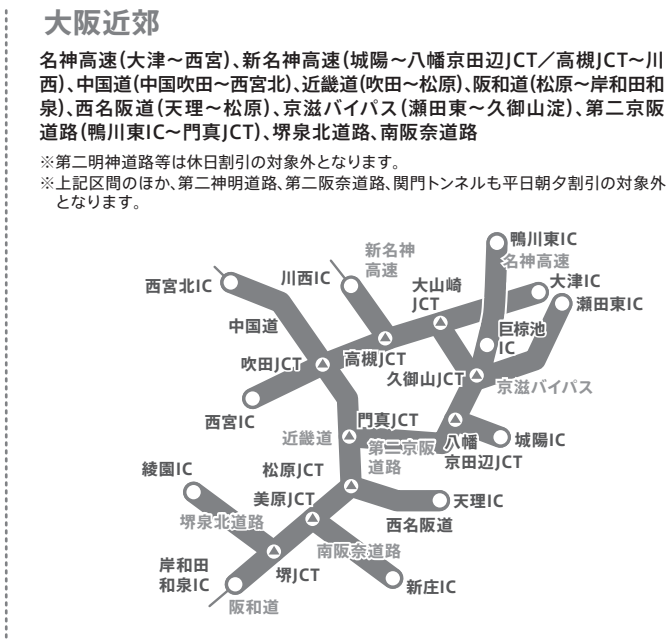 大阪近郊
名神高速(大津～西宮)、新名神高速(城陽～八幡京田辺JCT／高槻JCT～川
西)、中国道(中国吹田～西宮北)、近畿道(吹田～松原)、阪和道(松原～岸和田和
泉)、西名阪道(天理～松原)、京滋バイパス(瀬田東～久御山淀)、第二京阪
道路(鴨川東IC～門真JCT)、堺泉北道路、南阪奈道路
※第二明神道路等は休日割引の対象外となります。
※上記区間のほか、第二神明道路、第二阪奈道路、関門トンネルも平日朝夕割引の対象外
となります。
鴨川東IC
新名神
高速
名神高速
西宮北IC
川西IC
大山崎
JCT
大津IC
瀬田東IC
中国道
巨椋池
IC
吹田JCT
高槻JCT
久御山JCT
京滋バイパス
西宮IC
門真JCT
近畿道
第二京阪
道路
八幡
京田辺JCT
城陽IC
綾園IC
松原JCT
美原JCT
天理IC
堺泉北道路
西名阪道
南阪奈道路
岸和田
和泉IC
堺JCT
新庄IC
阪和道